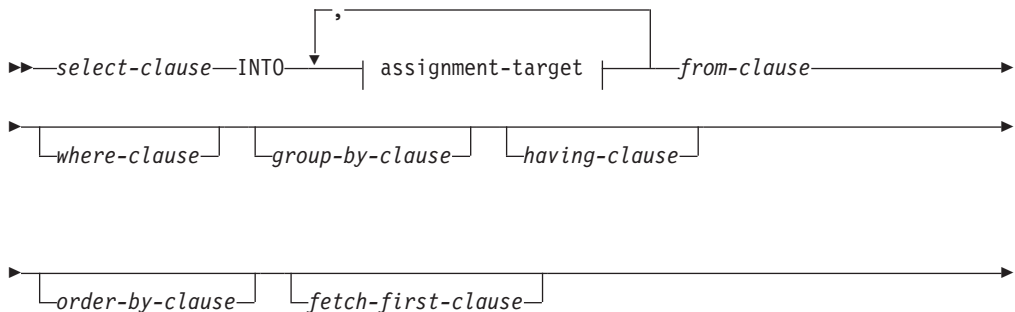 ,
select-clause INTO assignment-target from-clause
where-clause group-by-clause having-clause
order-by-clause fetch-first-clause